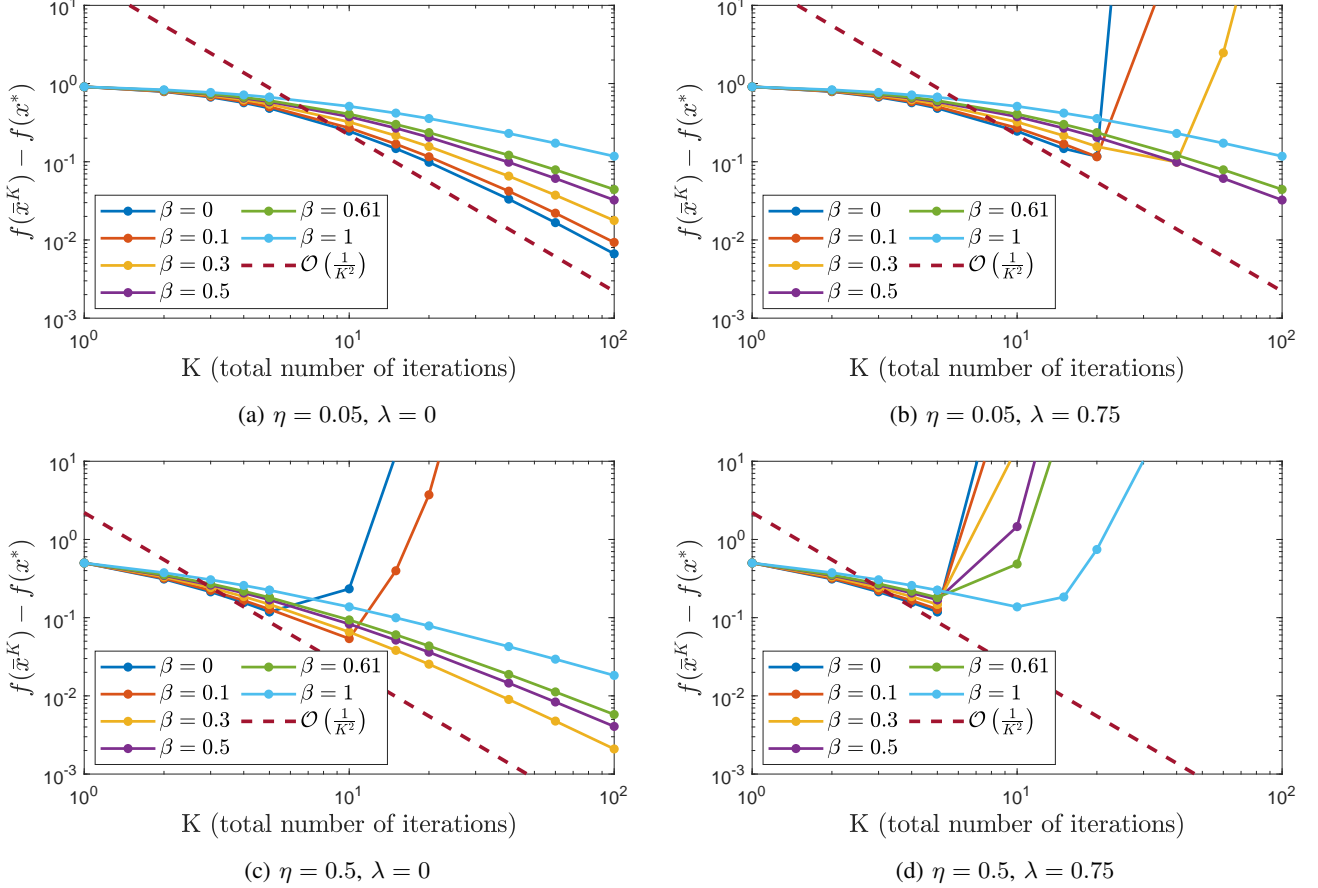 10^1
10^0
10^{-1}
10^{-2}
10^{-3}
f(x̄^K) − f(x^*)
β = 0
β = 0.1
β = 0.3
β = 0.5
β = 0.61
β = 1
𝒪(1/K^2)
10^0
10^1
10^2
K (total number of iterations)
(a) η = 0.05, λ = 0
10^1
10^0
10^{-1}
10^{-2}
10^{-3}
f(x̄^K) − f(x^*)
β = 0
β = 0.1
β = 0.3
β = 0.5
β = 0.61
β = 1
𝒪(1/K^2)
10^0
10^1
10^2
K (total number of iterations)
(b) η = 0.05, λ = 0.75
10^1
10^0
10^{-1}
10^{-2}
10^{-3}
f(x̄^K) − f(x^*)
β = 0
β = 0.1
β = 0.3
β = 0.5
β = 0.61
β = 1
𝒪(1/K^2)
10^0
10^1
10^2
K (total number of iterations)
(c) η = 0.5, λ = 0
10^1
10^0
10^{-1}
10^{-2}
10^{-3}
f(x̄^K) − f(x^*)
β = 0
β = 0.1
β = 0.3
β = 0.5
β = 0.61
β = 1
𝒪(1/K^2)
10^0
10^1
10^2
K (total number of iterations)
(d) η = 0.5, λ = 0.75